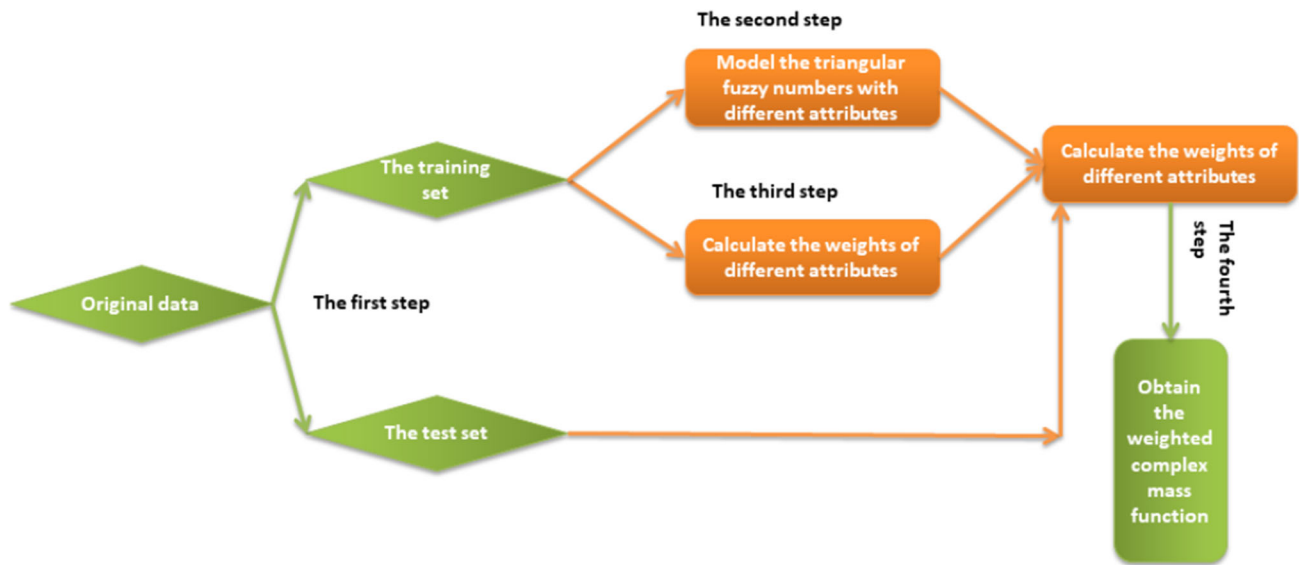 The second step
Model the triangular
fuzzy numbers with
different attributes
The training
set
Calculate the weights of
different attributes
The third step
Calculate the weights of
different attributes
The fourth
step
Original data
The first step
The test set
Obtain
the
weighted
complex
mass
function